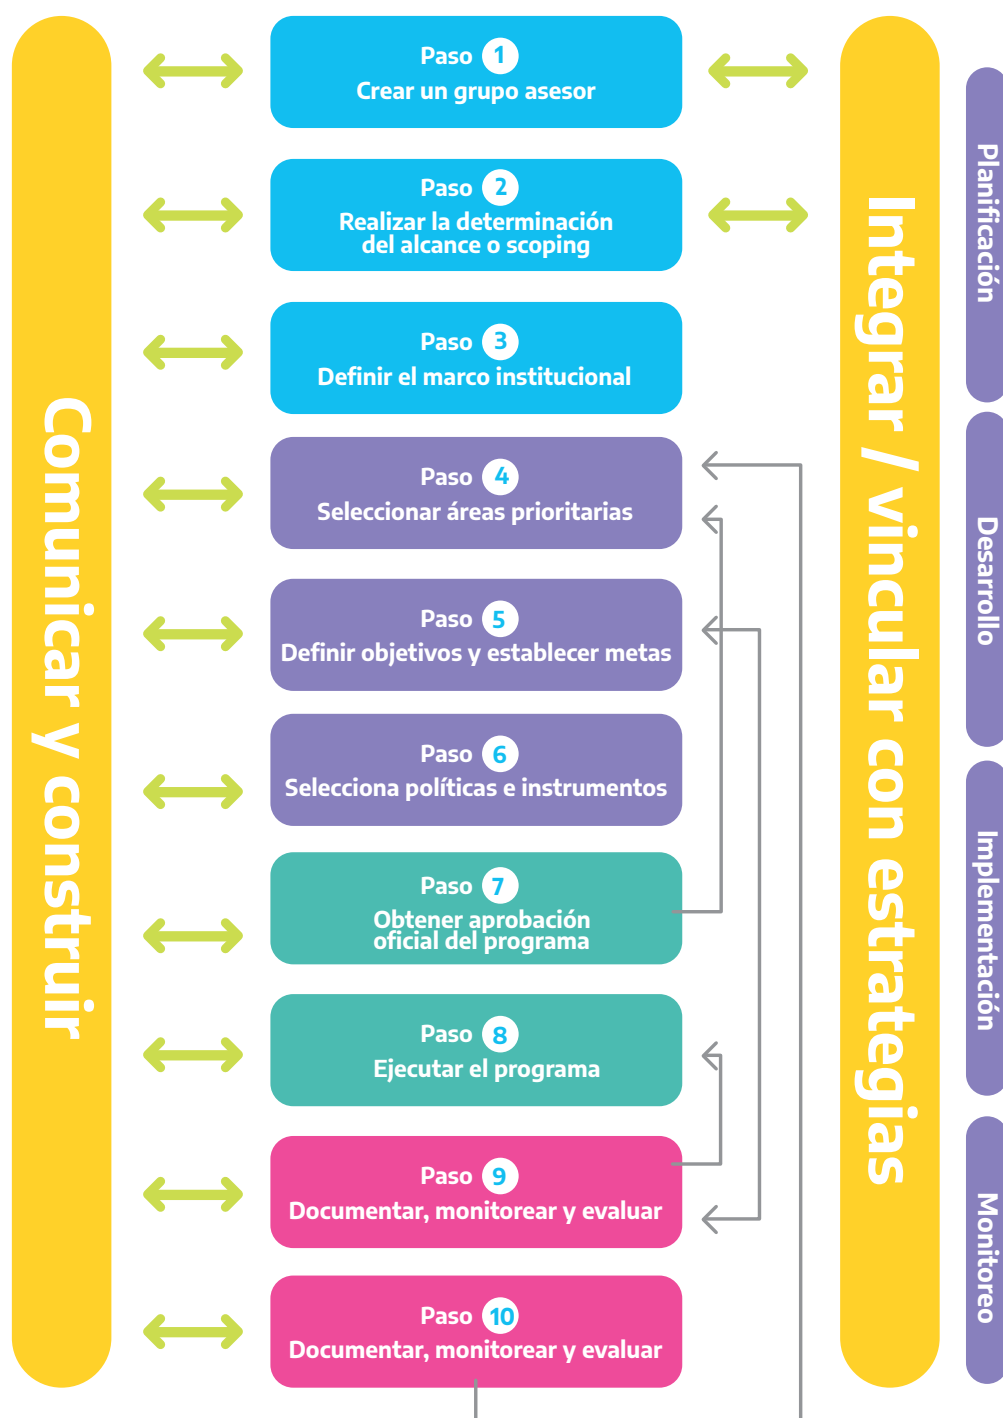 Comunicar y construir
Paso 1
Crear un grupo asesor
Paso 2
Realizar la determinación
del alcance o scoping
Paso 3
Definir el marco institucional
Paso 4
Seleccionar áreas prioritarias
Paso 5
Definir objetivos y establecer metas
Paso 6
Selecciona políticas e instrumentos
Paso 7
Obtener aprobación
oficial del programa
Paso 8
Ejecutar el programa
Paso 9
Documentar, monitorear y evaluar
Paso 10
Documentar, monitorear y evaluar
Integrar / vincular con estrategias
Planificación
Desarrollo
Implementación
Monitoreo